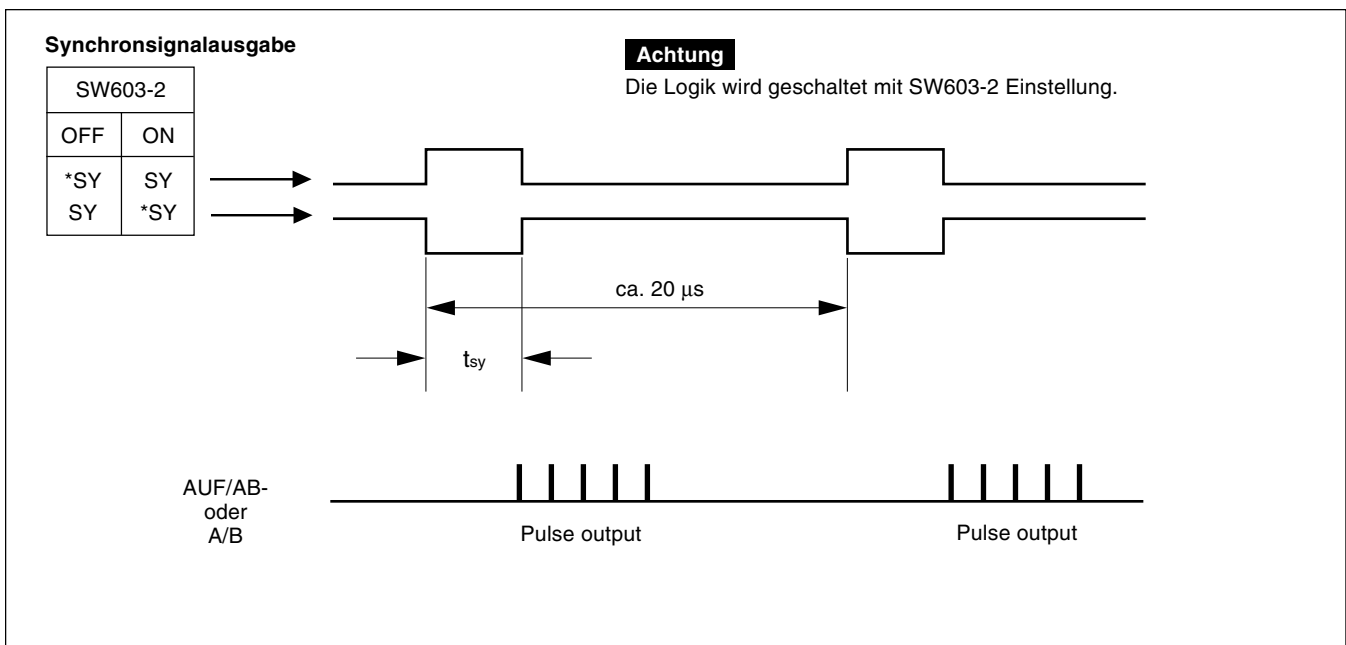 Synchronsignalausgabe
Achtung
Die Logik wird geschaltet mit SW603-2 Einstellung.
SW603-2
OFF ON
*SY SY
SY *SY
ca. 20 μs
tsy
AUF/AB-
oder
A/B
Pulse output
Pulse output